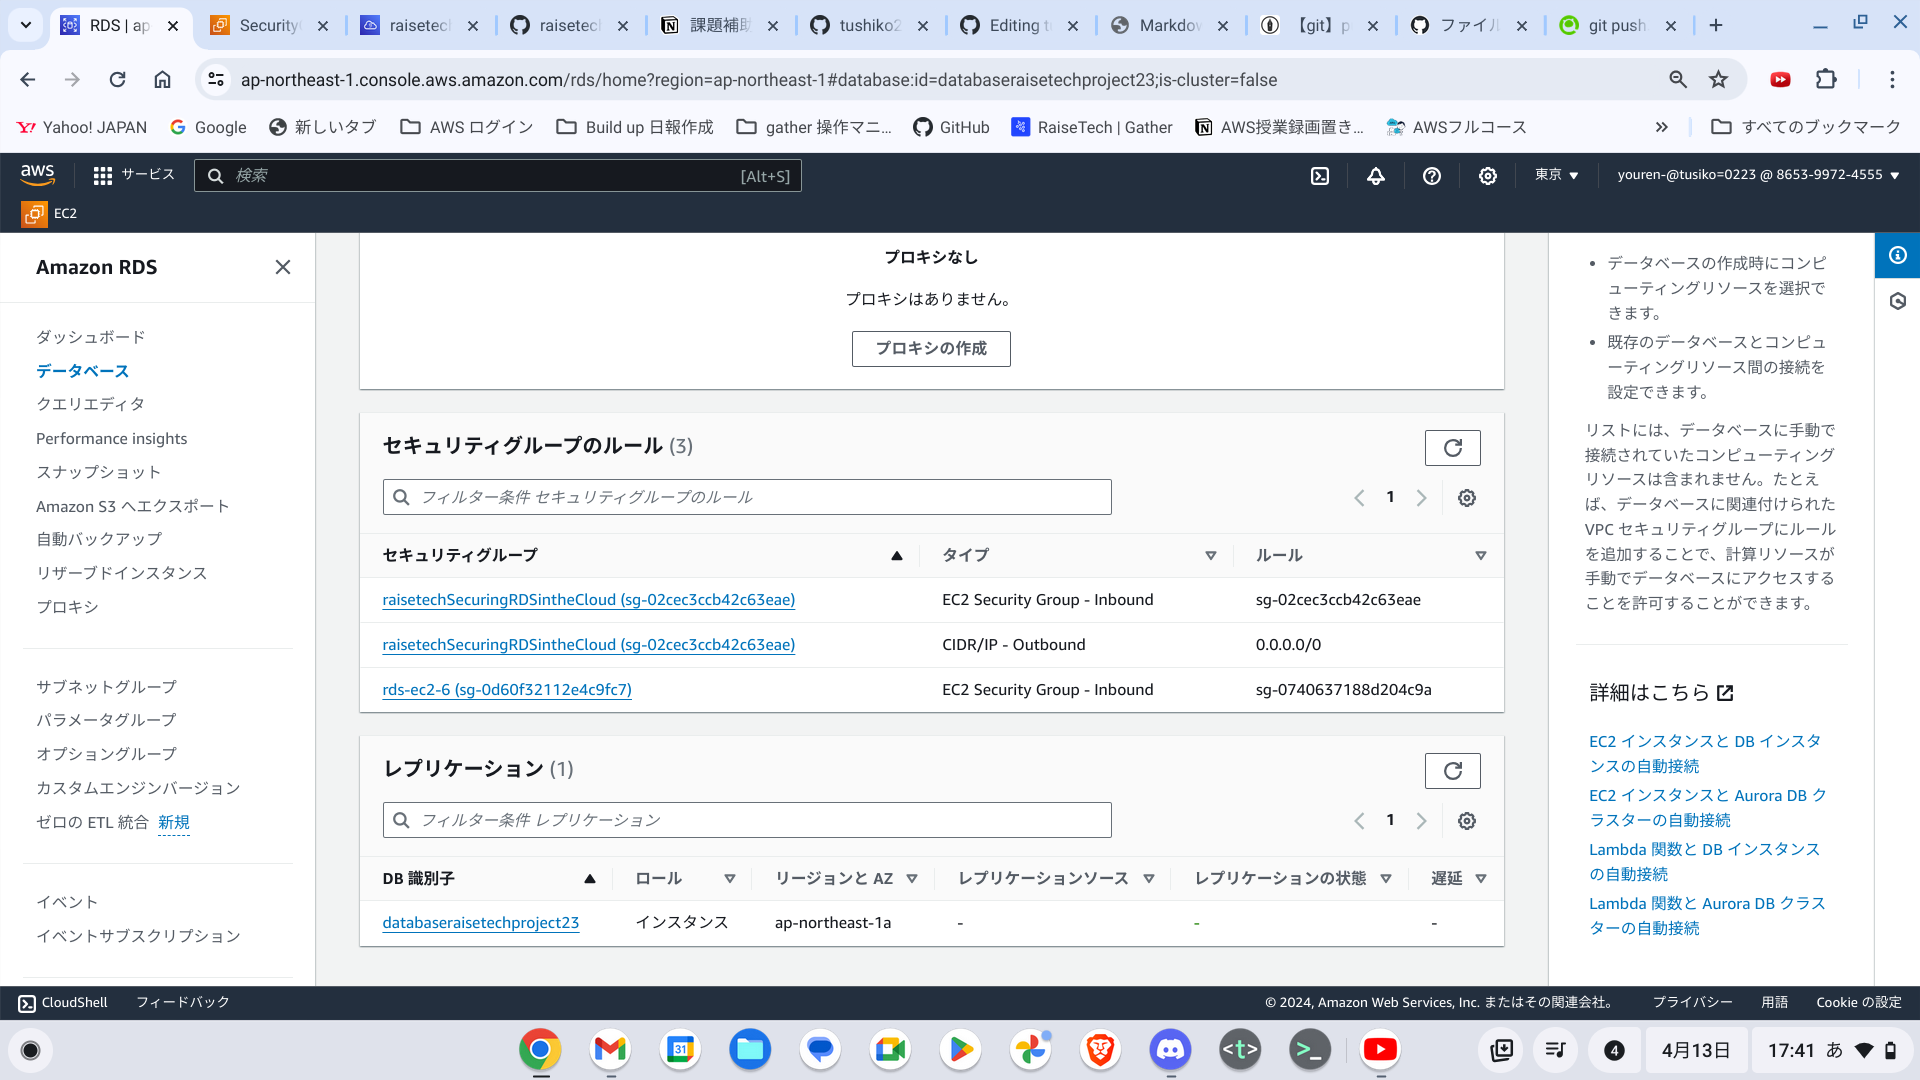 RDS | ap
Security
raisetech
raisetech
課題補助
tushiko2
Editing t
Markdow
【git】p
ファイル
git push
ap-northeast-1.console.aws.amazon.com/rds/home?region=ap-northeast-1#database:id=databaseraisetechproject23;is-cluster=false
Yahoo! JAPAN
Google
新しいタブ
AWS ログイン
Build up 日報作成
gather 操作マニ...
GitHub
RaiseTech | Gather
AWS授業録画置き...
AWSフルコース
すべてのブックマーク
aws
サービス
検索
[Alt+S]
東京
youren-@tusiko=0223 @ 8653-9972-4555
EC2
Amazon RDS
ダッシュボード
データベース
クエリエディタ
Performance insights
スナップショット
Amazon S3 へエクスポート
自動バックアップ
リザーブドインスタンス
プロキシ
サブネットグループ
パラメータグループ
オプショングループ
カスタムエンジンバージョン
ゼロの ETL 統合 新規
イベント
イベントサブスクリプション
プロキシなし
プロキシはありません。
プロキシの作成
セキュリティグループのルール (3)
フィルター条件 セキュリティグループのルール
1
セキュリティグループ タイプ ルール
raisetechSecuringRDSintheCloud (sg-02cec3ccb42c63eae) EC2 Security Group - Inbound sg-02cec3ccb42c63eae
raisetechSecuringRDSintheCloud (sg-02cec3ccb42c63eae) CIDR/IP - Outbound 0.0.0.0/0
rds-ec2-6 (sg-0d60f32112e4c9fc7) EC2 Security Group - Inbound sg-0740637188d204c9a
レプリケーション (1)
フィルター条件 レプリケーション
1
DB 識別子 ロール リージョンと AZ レプリケーションソース レプリケーションの状態 遅延
databaseraisetechproject23 インスタンス ap-northeast-1a - - -
データベースの作成時にコンピ
ューティングリソースを選択で
きます。
既存のデータベースとコンピュ
ーティングリソース間の接続を
設定できます。
リストには、データベースに手動で
接続されていたコンピューティング
リソースは含まれません。たとえ
ば、データベースに関連付けられた
VPC セキュリティグループにルール
を追加することで、計算リソースが
手動でデータベースにアクセスする
ことを許可することができます。
詳細はこちら
EC2 インスタンスと DB インスタ
ンスの自動接続
EC2 インスタンスと Aurora DB ク
ラスターの自動接続
Lambda 関数と DB インスタンス
の自動接続
Lambda 関数と Aurora DB クラス
ターの自動接続
CloudShell
フィードバック
© 2024, Amazon Web Services, Inc. またはその関連会社。
プライバシー
用語
Cookie の設定
31
<t>
>_
4
4月13日
17:41
あ